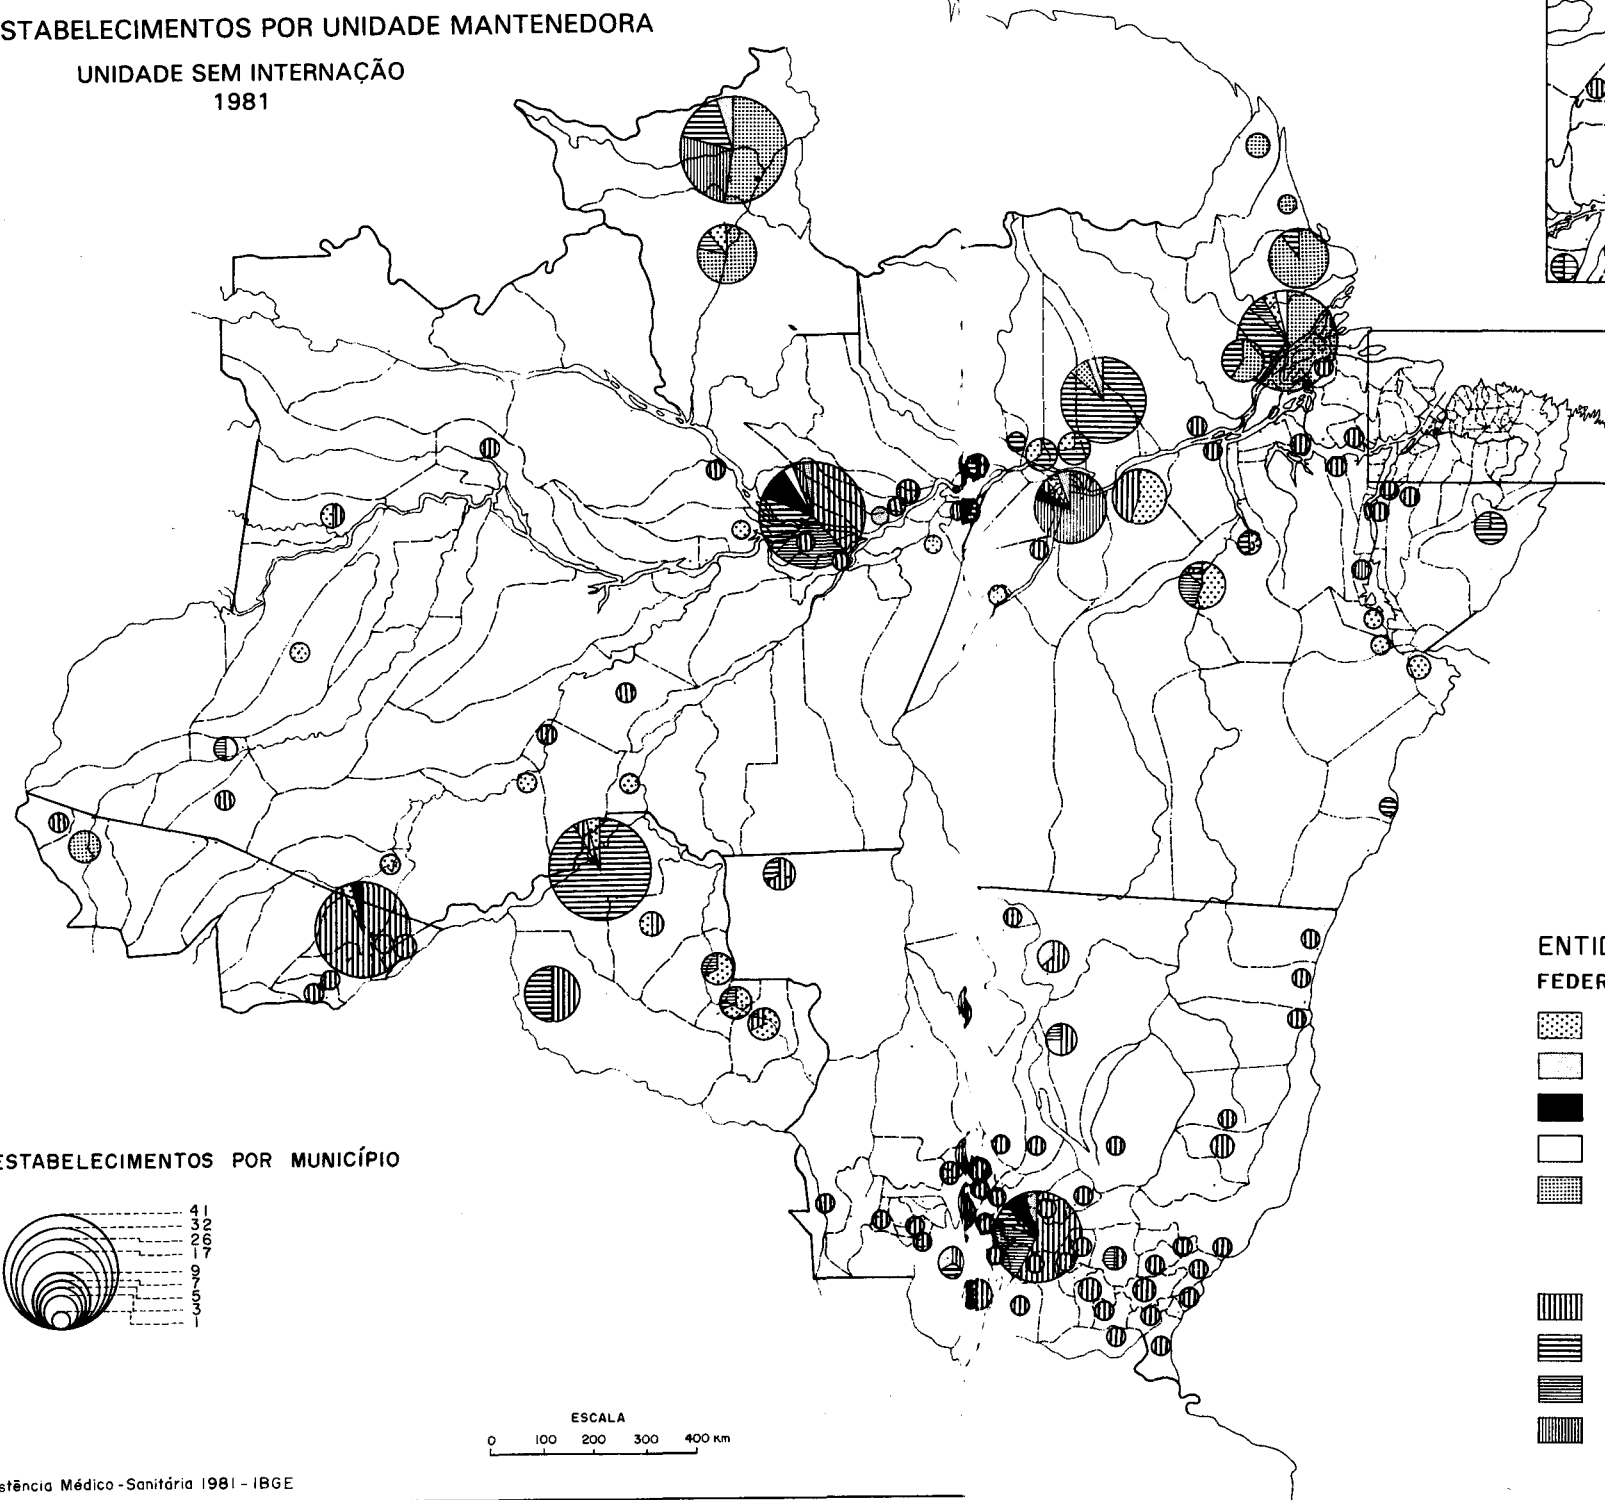 STABELECIMENTOS POR UNIDADE MANTENEDORA
UNIDADE SEM INTERNAÇÃO
1981
ENTID
FEDER
ESTABELECIMENTOS POR MUNICÍPIO
41
32
26
17
9
7
5
3
1
ESCALA
0 100 200 300 400 Km
stência Médico-Sanitária 1981 - IBGE